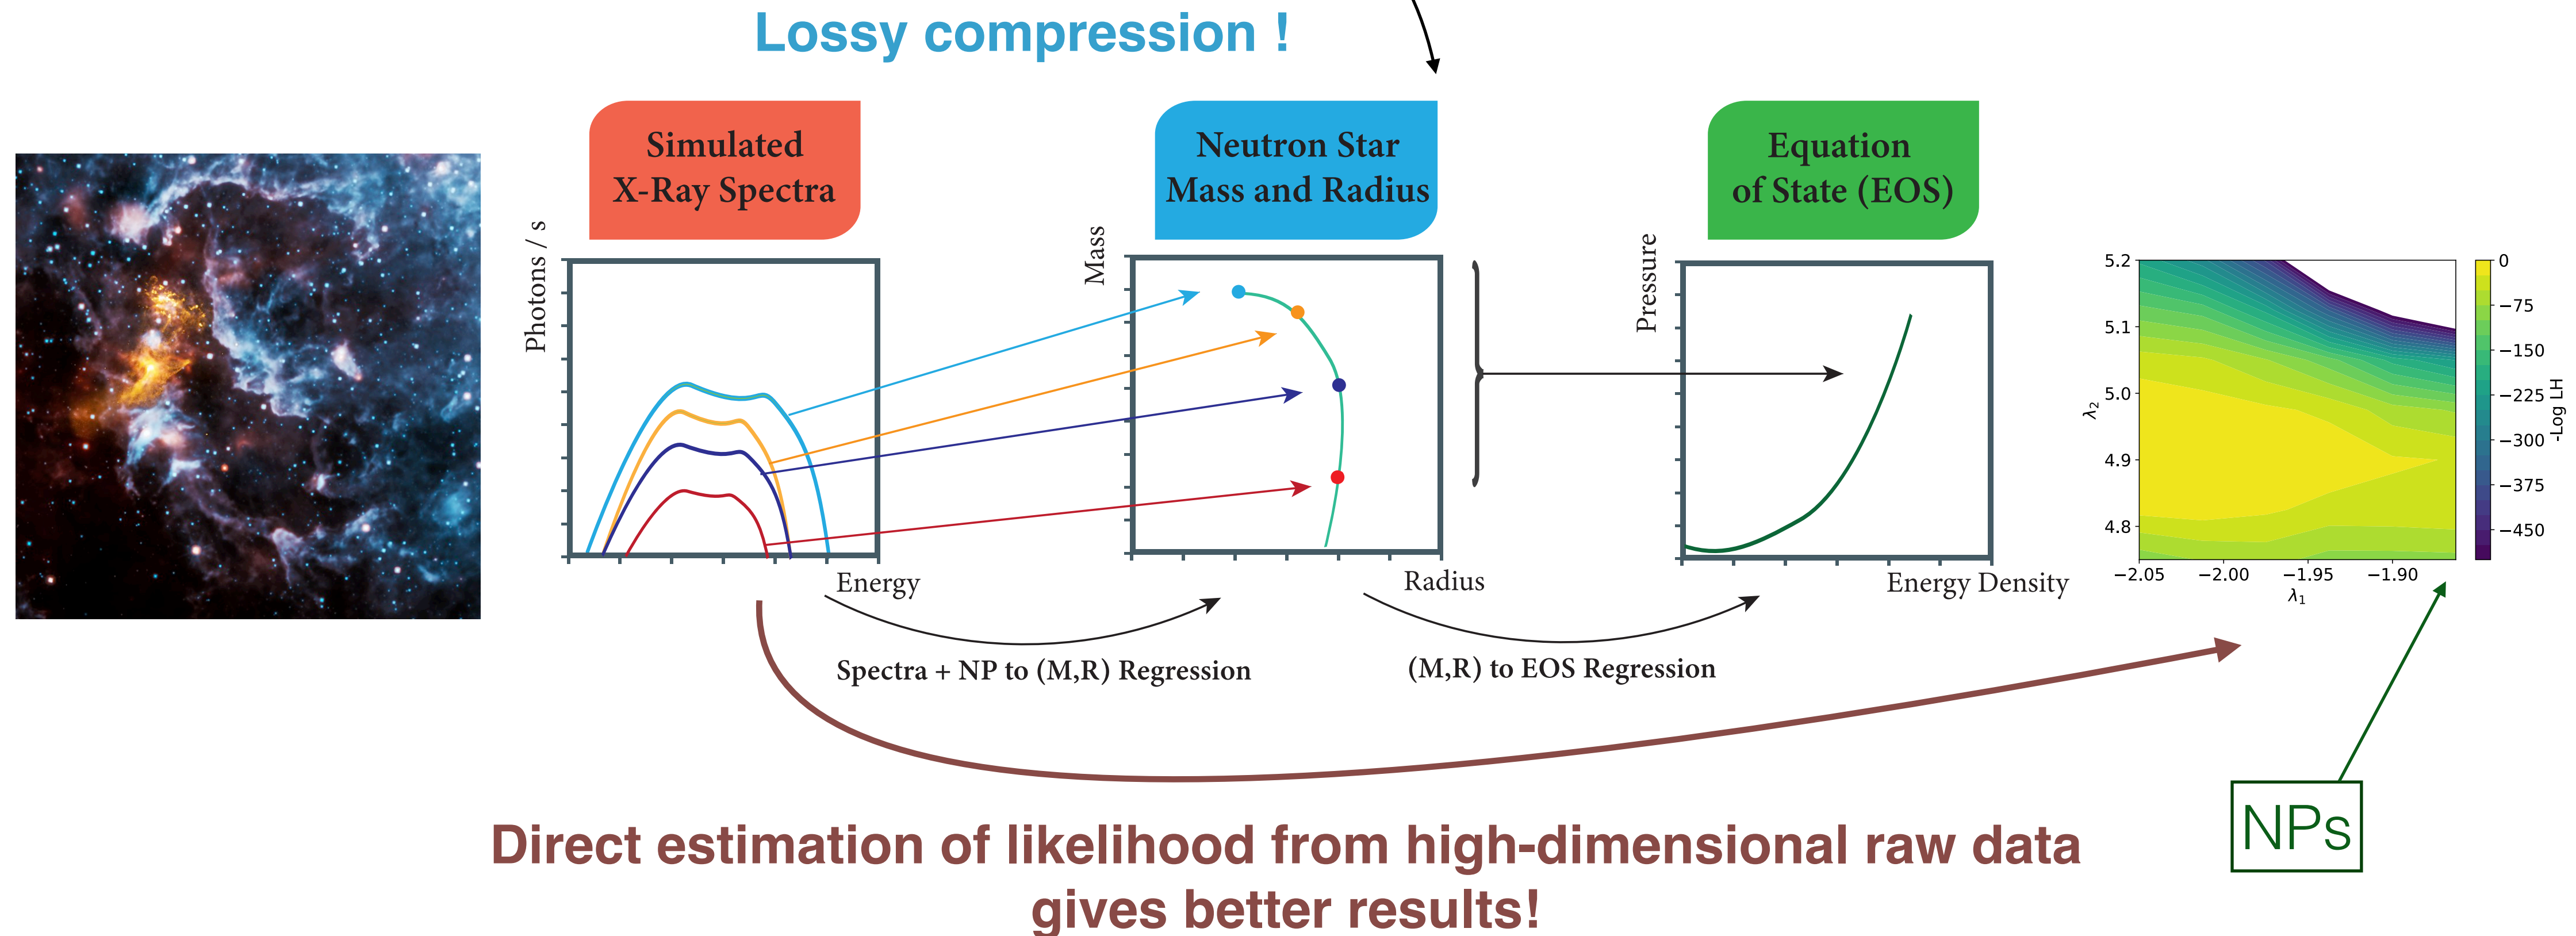 Lossy compression !
Simulated
X-Ray Spectra
Neutron Star
Mass and Radius
Equation
of State (EOS)
Photons / s
Energy
Mass
Radius
Pressure
Energy Density
5.2
5.1
5.0
4.9
4.8
λ2
−2.05
−2.00
−1.95
−1.90
λ1
0
−75
−150
−225
−300
−375
−450
-Log LH
Spectra + NP to (M,R) Regression
(M,R) to EOS Regression
NPs
Direct estimation of likelihood from high-dimensional raw data
gives better results!